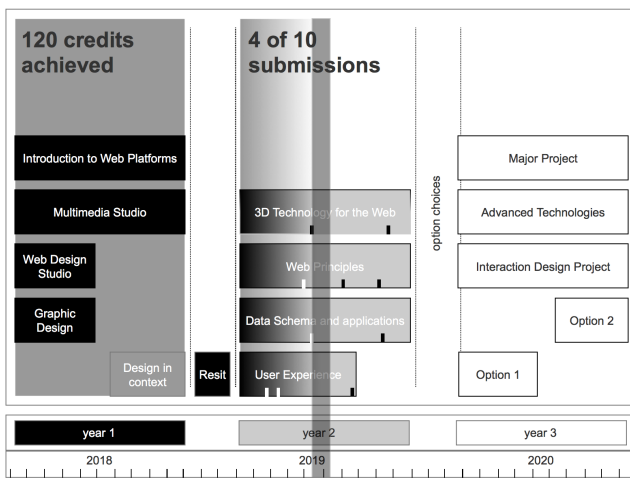 120 credits
achieved
4 of 10
submissions
Introduction to Web Platforms
Major Project
Multimedia Studio
3D Technology for the Web
option choices
Advanced Technologies
Web Design
Studio
Web Principles
Interaction Design Project
Graphic
Design
Data Schema and applications
Option 2
Design in
context
Resit
User Experience
Option 1
year 1
year 2
year 3
2018
2019
2020